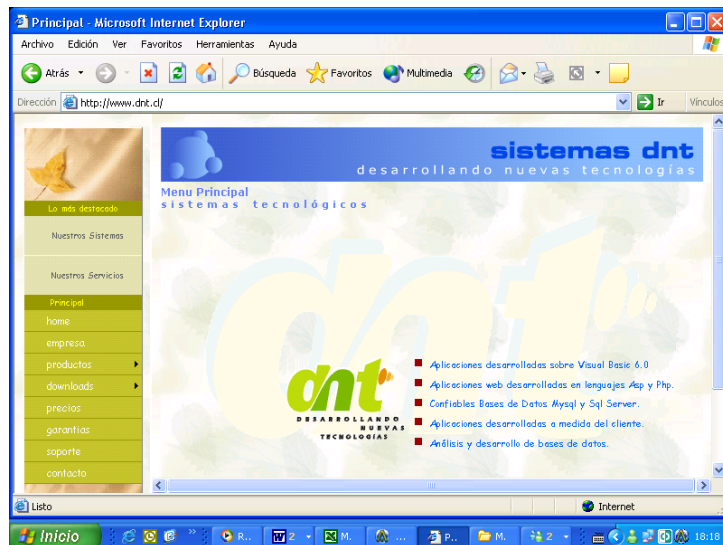 Principal - Microsoft Internet Explorer
Archivo Edición Ver Favoritos Herramientas Ayuda
Atrás Búsqueda Favoritos Multimedia
Dirección http://www.dnt.cl/ Ir Vínculos
sistemas dnt
desarrollando nuevas tecnologías
Menu Principal
sistemas tecnológicos
Lo más destacado
Nuestros Sistemas
Nuestros Servicios
Principal
home
empresa
productos
downloads
precios
garantias
soporte
contacto
dnt
DESARROLLANDO
NUEVAS
TECNOLOGÍAS
Aplicaciones desarrolladas sobre Visual Basic 6.0
Aplicaciones web desarrolladas en lenguajes Asp y Php.
Confiables Bases de Datos Mysql y Sql Server.
Aplicaciones desarrolladas a medida del cliente.
Análisis y desarrollo de bases de datos.
Listo Internet
Inicio R.. 2 M. ... P.. M. 2 18:18